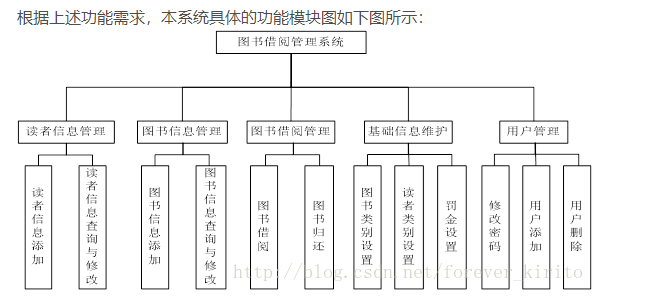 根据上述功能需求，本系统具体的功能模块图如下图所示：
图书借阅管理系统
读者信息管理
图书信息管理
图书借阅管理
基础信息维护
用户管理
读者信息添加
读者信息查询与修改
图书信息添加
图书信息查询与修改
图书借阅
图书归还
图书类别设置
读者类别设置
罚金设置
修改密码
用户添加
用户删除
http://blog.csdn.net/forever_kirito